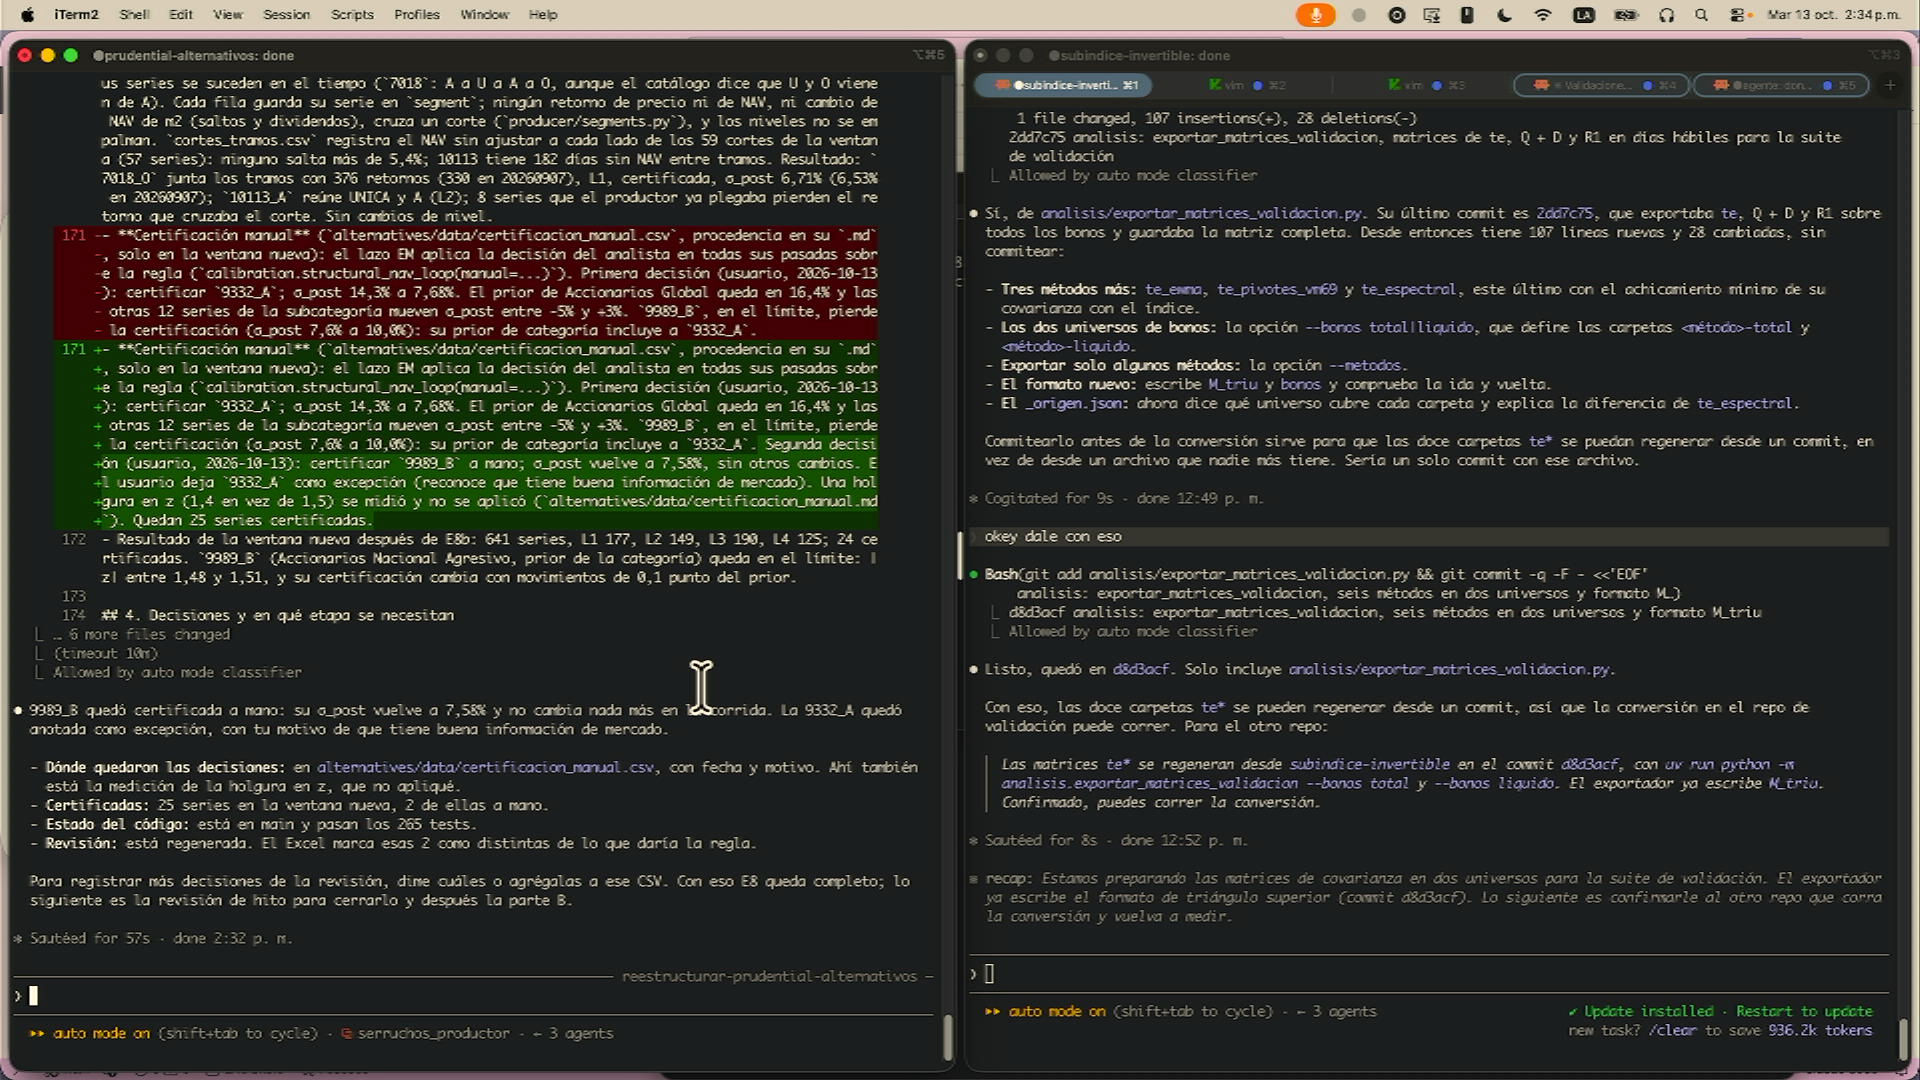 iTerm2 Shell Edit View Session Scripts Profiles Window Help
LA
Mar 13 oct. 2:34 p.m.
prudential-alternativos: done
⌥⌘5
us series se suceden en el tiempo (`7018`: A a U a A a O, aunque el catálogo dice que U y O viene
n de A). Cada fila guarda su serie en `segment`; ningún retorno de precio ni de NAV, ni cambio de
NAV de m2 (saltos y dividendos), cruza un corte (`producer/segments.py`), y los niveles no se em
palman. `cortes_tramos.csv` registra el NAV sin ajustar a cada lado de los 59 cortes de la ventan
a (57 series): ninguno salta más de 5,4%; 10113 tiene 182 días sin NAV entre tramos. Resultado: `
7018_O` junta los tramos con 376 retornos (330 en 20260907), L1, certificada, σ_post 6,71% (6,53%
en 20260907); `10113_A` reúne UNICA y A (L2); 8 series que el productor ya plegaba pierden el re
torno que cruzaba el corte. Sin cambios de nivel.
171 -- **Certificación manual** (`alternatives/data/certificacion_manual.csv`, procedencia en su `.md`
-, solo en la ventana nueva): el lazo EM aplica la decisión del analista en todas sus pasadas sobr
-e la regla (`calibration.structural_nav_loop(manual=...)`). Primera decisión (usuario, 2026-10-13
-): certificar `9332_A`; σ_post 14,3% a 7,68%. El prior de Accionarios Global queda en 16,4% y las
- otras 12 series de la subcategoría mueven σ_post entre -5% y +3%. `9989_B`, en el límite, pierde
- la certificación (σ_post 7,6% a 10,0%): su prior de categoría incluye a `9332_A`.
171 +- **Certificación manual** (`alternatives/data/certificacion_manual.csv`, procedencia en su `.md`
+, solo en la ventana nueva): el lazo EM aplica la decisión del analista en todas sus pasadas sobr
+e la regla (`calibration.structural_nav_loop(manual=...)`). Primera decisión (usuario, 2026-10-13
+): certificar `9332_A`; σ_post 14,3% a 7,68%. El prior de Accionarios Global queda en 16,4% y las
+ otras 12 series de la subcategoría mueven σ_post entre -5% y +3%. `9989_B`, en el límite, pierde
+ la certificación (σ_post 7,6% a 10,0%): su prior de categoría incluye a `9332_A`. Segunda decisi
+ón (usuario, 2026-10-13): certificar `9989_B` a mano; σ_post vuelve a 7,58%, sin otros cambios. E
+l usuario deja `9332_A` como excepción (reconoce que tiene buena información de mercado). Una hol
+gura en z (1,4 en vez de 1,5) se midió y no se aplicó (`alternatives/data/certificacion_manual.md
+`). Quedan 25 series certificadas.
172 - Resultado de la ventana nueva después de E8b: 641 series, L1 177, L2 149, L3 190, L4 125; 24 ce
rtificadas. `9989_B` (Accionarios Nacional Agresivo, prior de la categoría) queda en el límite: |
z| entre 1,48 y 1,51, y su certificación cambia con movimientos de 0,1 punto del prior.
173
174 ## 4. Decisiones y en qué etapa se necesitan
… 6 more files changed
(timeout 10m)
Allowed by auto mode classifier
● 9989_B quedó certificada a mano: su σ_post vuelve a 7,58% y no cambia nada más en corrida. La 9332_A quedó
anotada como excepción, con tu motivo de que tiene buena información de mercado.
- Dónde quedaron las decisiones: en alternatives/data/certificacion_manual.csv, con fecha y motivo. Ahí también
está la medición de la holgura en z, que no apliqué.
- Certificadas: 25 series en la ventana nueva, 2 de ellas a mano.
- Estado del código: está en main y pasan los 265 tests.
- Revisión: está regenerada. El Excel marca esas 2 como distintas de lo que daría la regla.
Para registrar más decisiones de la revisión, dime cuáles o agrégalas a ese CSV. Con eso E8 queda completo; lo
siguiente es la revisión de hito para cerrarlo y después la parte B.
* Sautéed for 57s · done 2:32 p. m.
reestructurar-prudential-alternativos
❯
⏵⏵ auto mode on (shift+tab to cycle) · serruchos_productor · ← 3 agents
subindice-invertible: done
⌥⌘3
subindice-inverti… ⌘1
vim ⌘2
vim ⌘3
Validacione… ⌘4
agente: don… ⌘5
1 file changed, 107 insertions(+), 28 deletions(-)
2dd7c75 analisis: exportar_matrices_validacion, matrices de te, Q + D y R1 en días hábiles para la suite
de validación
Allowed by auto mode classifier
● Sí, de analisis/exportar_matrices_validacion.py. Su último commit es 2dd7c75, que exportaba te, Q + D y R1 sobre
todos los bonos y guardaba la matriz completa. Desde entonces tiene 107 líneas nuevas y 28 cambiadas, sin
commitear:
- Tres métodos más: te_ewma, te_pivotes_vm69 y te_espectral, este último con el achicamiento mínimo de su
covarianza con el índice.
- Los dos universos de bonos: la opción --bonos total|liquido, que define las carpetas <método>-total y
<método>-liquido.
- Exportar solo algunos métodos: la opción --metodos.
- El formato nuevo: escribe M_triu y bonos y comprueba la ida y vuelta.
- El _origen.json: ahora dice qué universo cubre cada carpeta y explica la diferencia de te_espectral.
Commitearlo antes de la conversión sirve para que las doce carpetas te* se puedan regenerar desde un commit, en
vez de desde un archivo que nadie más tiene. Sería un solo commit con ese archivo.
* Cogitated for 9s · done 12:49 p. m.
okey dale con eso
● Bash(git add analisis/exportar_matrices_validacion.py && git commit -q -F - <<'EOF'
analisis: exportar_matrices_validacion, seis métodos en dos universos y formato M…)
d8d3acf analisis: exportar_matrices_validacion, seis métodos en dos universos y formato M_triu
Allowed by auto mode classifier
● Listo, quedó en d8d3acf. Solo incluye analisis/exportar_matrices_validacion.py.
Con eso, las doce carpetas te* se pueden regenerar desde un commit, así que la conversión en el repo de
validación puede correr. Para el otro repo:
Las matrices te* se regeneran desde subindice-invertible en el commit d8d3acf, con uv run python -m
analisis.exportar_matrices_validacion --bonos total y --bonos liquido. El exportador ya escribe M_triu.
Confirmado, puedes correr la conversión.
* Sautéed for 8s · done 12:52 p. m.
※ recap: Estamos preparando las matrices de covarianza en dos universos para la suite de validación. El exportador
ya escribe el formato de triángulo superior (commit d8d3acf). Lo siguiente es confirmarle al otro repo que corra
la conversión y vuelva a medir.
❯
⏵⏵ auto mode on (shift+tab to cycle) · ← 3 agents
✓ Update installed · Restart to update
new task? /clear to save 936.2k tokens